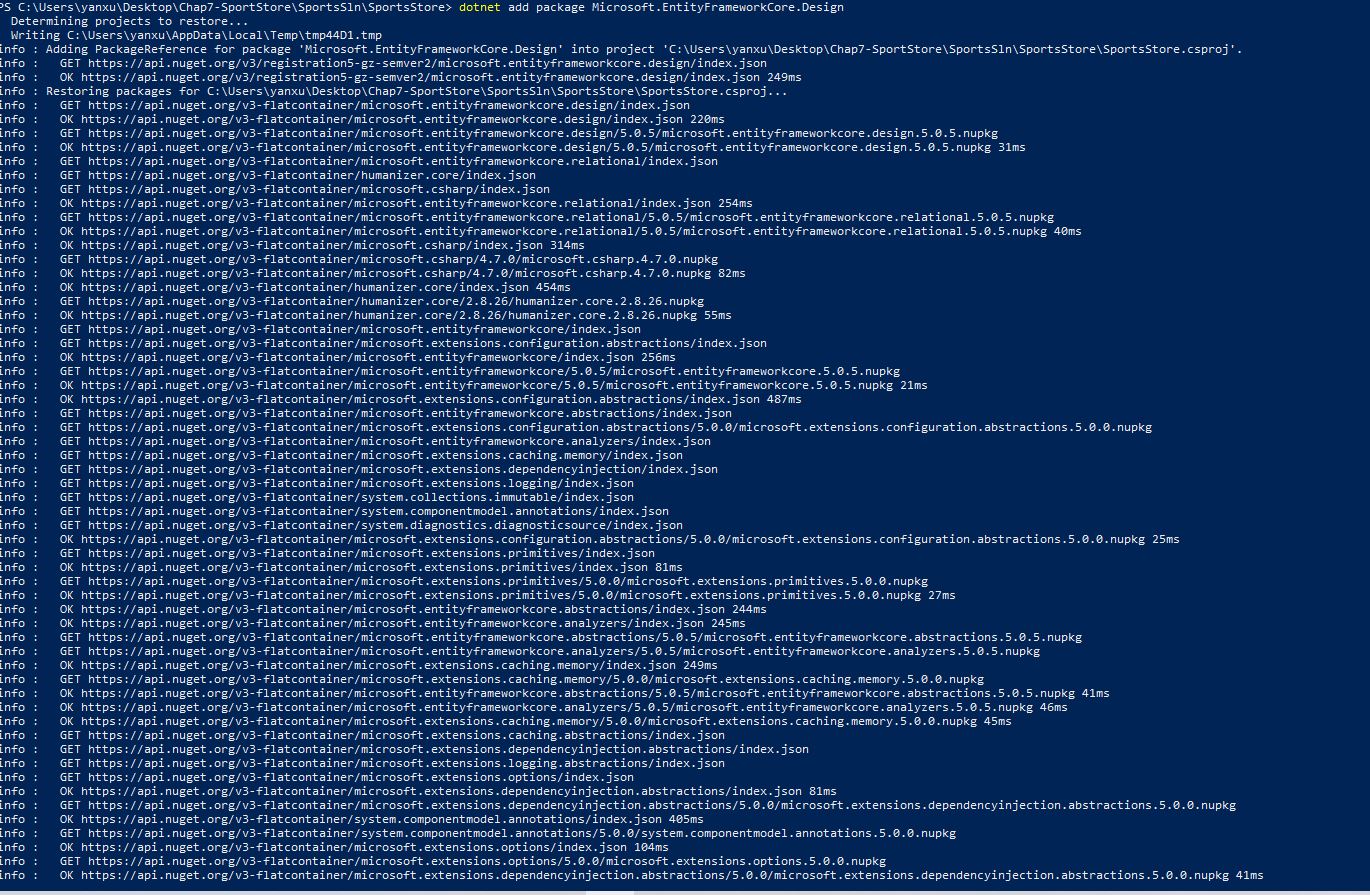 PS C:\Users\yanxu\Desktop\Chap7-SportStore\SportsSln\SportsStore> dotnet add package Microsoft.EntityFrameworkCore.Design
Determining projects to restore...
Writing C:\Users\yanxu\AppData\Local\Temp\tmp44D1.tmp
info : Adding PackageReference for package 'Microsoft.EntityFrameworkCore.Design' into project 'C:\Users\yanxu\Desktop\Chap7-SportStore\SportsSln\SportsStore\SportsStore.csproj'.
info :   GET https://api.nuget.org/v3/registration5-gz-semver2/microsoft.entityframeworkcore.design/index.json
info :   OK https://api.nuget.org/v3/registration5-gz-semver2/microsoft.entityframeworkcore.design/index.json 249ms
info : Restoring packages for C:\Users\yanxu\Desktop\Chap7-SportStore\SportsSln\SportsStore\SportsStore.csproj...
info :   GET https://api.nuget.org/v3-flatcontainer/microsoft.entityframeworkcore.design/index.json
info :   OK https://api.nuget.org/v3-flatcontainer/microsoft.entityframeworkcore.design/index.json 220ms
info :   GET https://api.nuget.org/v3-flatcontainer/microsoft.entityframeworkcore.design/5.0.5/microsoft.entityframeworkcore.design.5.0.5.nupkg
info :   OK https://api.nuget.org/v3-flatcontainer/microsoft.entityframeworkcore.design/5.0.5/microsoft.entityframeworkcore.design.5.0.5.nupkg 31ms
info :   GET https://api.nuget.org/v3-flatcontainer/microsoft.entityframeworkcore.relational/index.json
info :   GET https://api.nuget.org/v3-flatcontainer/humanizer.core/index.json
info :   GET https://api.nuget.org/v3-flatcontainer/microsoft.csharp/index.json
info :   OK https://api.nuget.org/v3-flatcontainer/microsoft.entityframeworkcore.relational/index.json 254ms
info :   GET https://api.nuget.org/v3-flatcontainer/microsoft.entityframeworkcore.relational/5.0.5/microsoft.entityframeworkcore.relational.5.0.5.nupkg
info :   OK https://api.nuget.org/v3-flatcontainer/microsoft.entityframeworkcore.relational/5.0.5/microsoft.entityframeworkcore.relational.5.0.5.nupkg 40ms
info :   OK https://api.nuget.org/v3-flatcontainer/microsoft.csharp/index.json 314ms
info :   GET https://api.nuget.org/v3-flatcontainer/microsoft.csharp/4.7.0/microsoft.csharp.4.7.0.nupkg
info :   OK https://api.nuget.org/v3-flatcontainer/microsoft.csharp/4.7.0/microsoft.csharp.4.7.0.nupkg 82ms
info :   OK https://api.nuget.org/v3-flatcontainer/humanizer.core/index.json 454ms
info :   GET https://api.nuget.org/v3-flatcontainer/humanizer.core/2.8.26/humanizer.core.2.8.26.nupkg
info :   OK https://api.nuget.org/v3-flatcontainer/humanizer.core/2.8.26/humanizer.core.2.8.26.nupkg 55ms
info :   GET https://api.nuget.org/v3-flatcontainer/microsoft.entityframeworkcore/index.json
info :   GET https://api.nuget.org/v3-flatcontainer/microsoft.extensions.configuration.abstractions/index.json
info :   OK https://api.nuget.org/v3-flatcontainer/microsoft.entityframeworkcore/index.json 256ms
info :   GET https://api.nuget.org/v3-flatcontainer/microsoft.entityframeworkcore/5.0.5/microsoft.entityframeworkcore.5.0.5.nupkg
info :   OK https://api.nuget.org/v3-flatcontainer/microsoft.entityframeworkcore/5.0.5/microsoft.entityframeworkcore.5.0.5.nupkg 21ms
info :   OK https://api.nuget.org/v3-flatcontainer/microsoft.extensions.configuration.abstractions/index.json 487ms
info :   GET https://api.nuget.org/v3-flatcontainer/microsoft.entityframeworkcore.abstractions/index.json
info :   GET https://api.nuget.org/v3-flatcontainer/microsoft.extensions.configuration.abstractions/5.0.0/microsoft.extensions.configuration.abstractions.5.0.0.nupkg
info :   GET https://api.nuget.org/v3-flatcontainer/microsoft.entityframeworkcore.analyzers/index.json
info :   GET https://api.nuget.org/v3-flatcontainer/microsoft.extensions.caching.memory/index.json
info :   GET https://api.nuget.org/v3-flatcontainer/microsoft.extensions.dependencyinjection/index.json
info :   GET https://api.nuget.org/v3-flatcontainer/microsoft.extensions.logging/index.json
info :   GET https://api.nuget.org/v3-flatcontainer/system.collections.immutable/index.json
info :   GET https://api.nuget.org/v3-flatcontainer/system.componentmodel.annotations/index.json
info :   GET https://api.nuget.org/v3-flatcontainer/system.diagnostics.diagnosticsource/index.json
info :   OK https://api.nuget.org/v3-flatcontainer/microsoft.extensions.configuration.abstractions/5.0.0/microsoft.extensions.configuration.abstractions.5.0.0.nupkg 25ms
info :   GET https://api.nuget.org/v3-flatcontainer/microsoft.extensions.primitives/index.json
info :   OK https://api.nuget.org/v3-flatcontainer/microsoft.extensions.primitives/index.json 81ms
info :   GET https://api.nuget.org/v3-flatcontainer/microsoft.extensions.primitives/5.0.0/microsoft.extensions.primitives.5.0.0.nupkg
info :   OK https://api.nuget.org/v3-flatcontainer/microsoft.extensions.primitives/5.0.0/microsoft.extensions.primitives.5.0.0.nupkg 27ms
info :   OK https://api.nuget.org/v3-flatcontainer/microsoft.entityframeworkcore.abstractions/index.json 244ms
info :   OK https://api.nuget.org/v3-flatcontainer/microsoft.entityframeworkcore.analyzers/index.json 245ms
info :   GET https://api.nuget.org/v3-flatcontainer/microsoft.entityframeworkcore.abstractions/5.0.5/microsoft.entityframeworkcore.abstractions.5.0.5.nupkg
info :   GET https://api.nuget.org/v3-flatcontainer/microsoft.entityframeworkcore.analyzers/5.0.5/microsoft.entityframeworkcore.analyzers.5.0.5.nupkg
info :   OK https://api.nuget.org/v3-flatcontainer/microsoft.extensions.caching.memory/index.json 249ms
info :   GET https://api.nuget.org/v3-flatcontainer/microsoft.extensions.caching.memory/5.0.0/microsoft.extensions.caching.memory.5.0.0.nupkg
info :   OK https://api.nuget.org/v3-flatcontainer/microsoft.entityframeworkcore.abstractions/5.0.5/microsoft.entityframeworkcore.abstractions.5.0.5.nupkg 41ms
info :   OK https://api.nuget.org/v3-flatcontainer/microsoft.entityframeworkcore.analyzers/5.0.5/microsoft.entityframeworkcore.analyzers.5.0.5.nupkg 46ms
info :   OK https://api.nuget.org/v3-flatcontainer/microsoft.extensions.caching.memory/5.0.0/microsoft.extensions.caching.memory.5.0.0.nupkg 45ms
info :   GET https://api.nuget.org/v3-flatcontainer/microsoft.extensions.caching.abstractions/index.json
info :   GET https://api.nuget.org/v3-flatcontainer/microsoft.extensions.dependencyinjection.abstractions/index.json
info :   GET https://api.nuget.org/v3-flatcontainer/microsoft.extensions.logging.abstractions/index.json
info :   GET https://api.nuget.org/v3-flatcontainer/microsoft.extensions.options/index.json
info :   OK https://api.nuget.org/v3-flatcontainer/microsoft.extensions.dependencyinjection.abstractions/index.json 81ms
info :   GET https://api.nuget.org/v3-flatcontainer/microsoft.extensions.dependencyinjection.abstractions/5.0.0/microsoft.extensions.dependencyinjection.abstractions.5.0.0.nupkg
info :   OK https://api.nuget.org/v3-flatcontainer/system.componentmodel.annotations/index.json 405ms
info :   GET https://api.nuget.org/v3-flatcontainer/system.componentmodel.annotations/5.0.0/system.componentmodel.annotations.5.0.0.nupkg
info :   OK https://api.nuget.org/v3-flatcontainer/microsoft.extensions.options/index.json 104ms
info :   GET https://api.nuget.org/v3-flatcontainer/microsoft.extensions.options/5.0.0/microsoft.extensions.options.5.0.0.nupkg
info :   OK https://api.nuget.org/v3-flatcontainer/microsoft.extensions.dependencyinjection.abstractions/5.0.0/microsoft.extensions.dependencyinjection.abstractions.5.0.0.nupkg 41ms